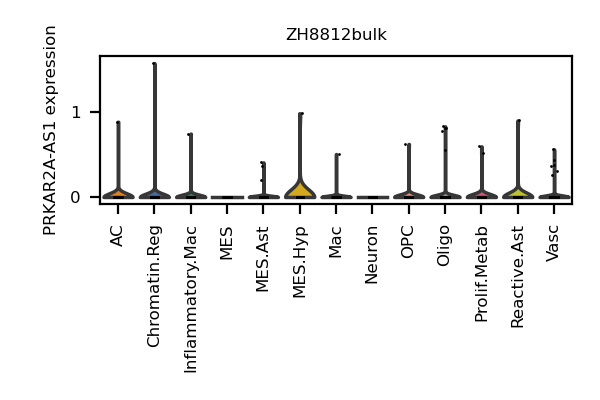 ZH8812bulk
PRKAR2A-AS1 expression
1
0
AC
Chromatin.Reg
Inflammatory.Mac
MES
MES.Ast
MES.Hyp
Mac
Neuron
OPC
Oligo
Prolif.Metab
Reactive.Ast
Vasc